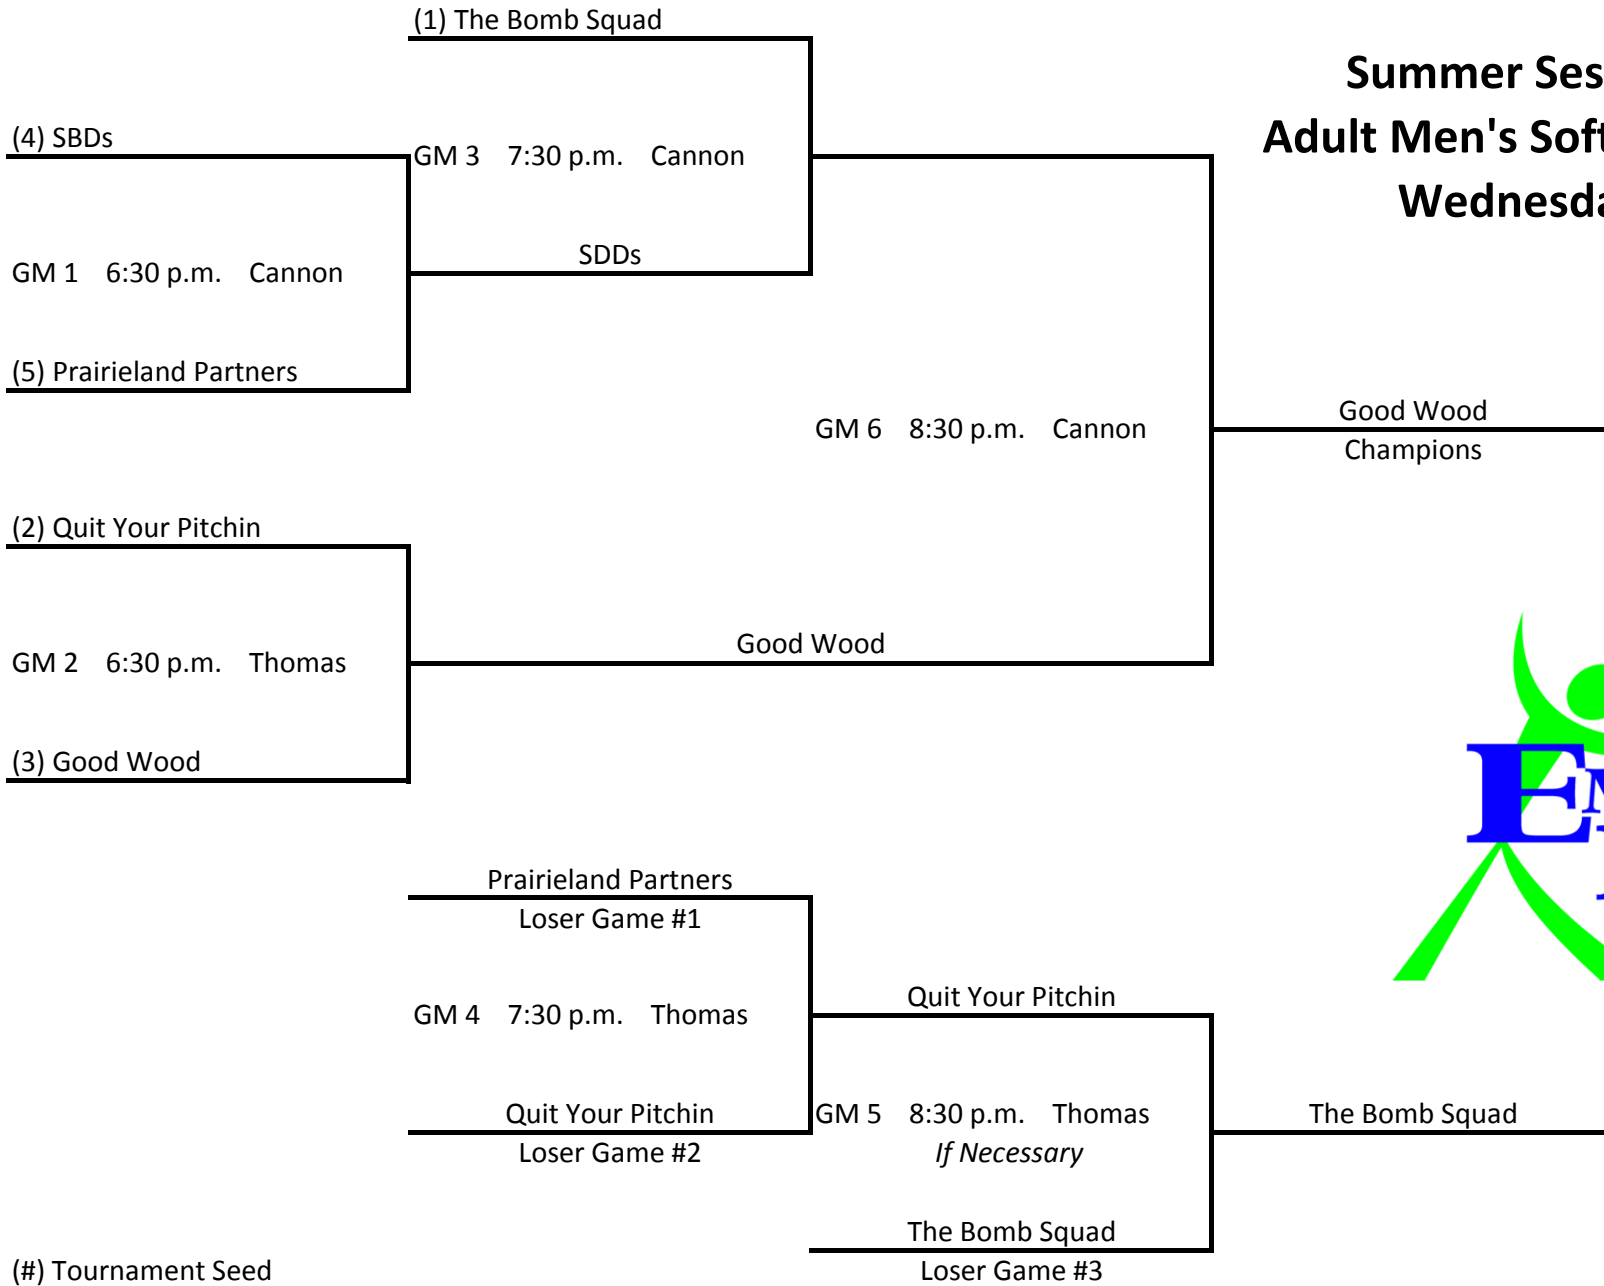 (1) The Bomb Squad
Summer Ses
(4) SBDs
Adult Men's Soft
GM 3 7:30 p.m. Cannon
Wednesda
SDDs
GM 1 6:30 p.m. Cannon
(5) Prairieland Partners
Good Wood
GM 6 8:30 p.m. Cannon
Champions
(2) Quit Your Pitchin
Good Wood
GM 2 6:30 p.m. Thomas
(3) Good Wood
E
Prairieland Partners
Loser Game #1
Quit Your Pitchin
GM 4 7:30 p.m. Thomas
Quit Your Pitchin
GM 5 8:30 p.m. Thomas
The Bomb Squad
Loser Game #2
If Necessary
The Bomb Squad
(#) Tournament Seed
Loser Game #3